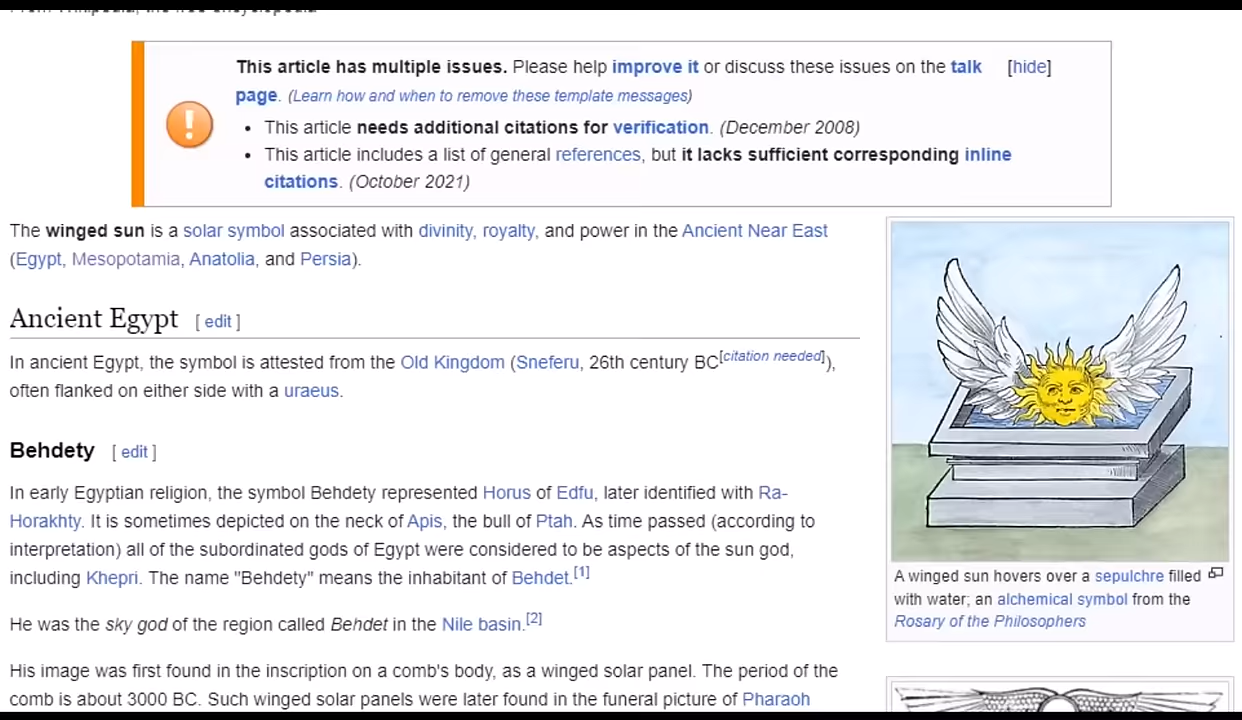 From Wikipedia, the free encyclopedia
This article has multiple issues. Please help improve it or discuss these issues on the talk [hide]
page. (Learn how and when to remove these template messages)
• This article needs additional citations for verification. (December 2008)
• This article includes a list of general references, but it lacks sufficient corresponding inline
citations. (October 2021)
The winged sun is a solar symbol associated with divinity, royalty, and power in the Ancient Near East
(Egypt, Mesopotamia, Anatolia, and Persia).
Ancient Egypt [ edit ]
In ancient Egypt, the symbol is attested from the Old Kingdom (Sneferu, 26th century BC[citation needed]),
often flanked on either side with a uraeus.
Behdety [ edit ]
In early Egyptian religion, the symbol Behdety represented Horus of Edfu, later identified with Ra-
Horakhty. It is sometimes depicted on the neck of Apis, the bull of Ptah. As time passed (according to
interpretation) all of the subordinated gods of Egypt were considered to be aspects of the sun god,
including Khepri. The name "Behdety" means the inhabitant of Behdet.[1]
He was the sky god of the region called Behdet in the Nile basin.[2]
His image was first found in the inscription on a comb's body, as a winged solar panel. The period of the
comb is about 3000 BC. Such winged solar panels were later found in the funeral picture of Pharaoh
A winged sun hovers over a sepulchre filled
with water; an alchemical symbol from the
Rosary of the Philosophers